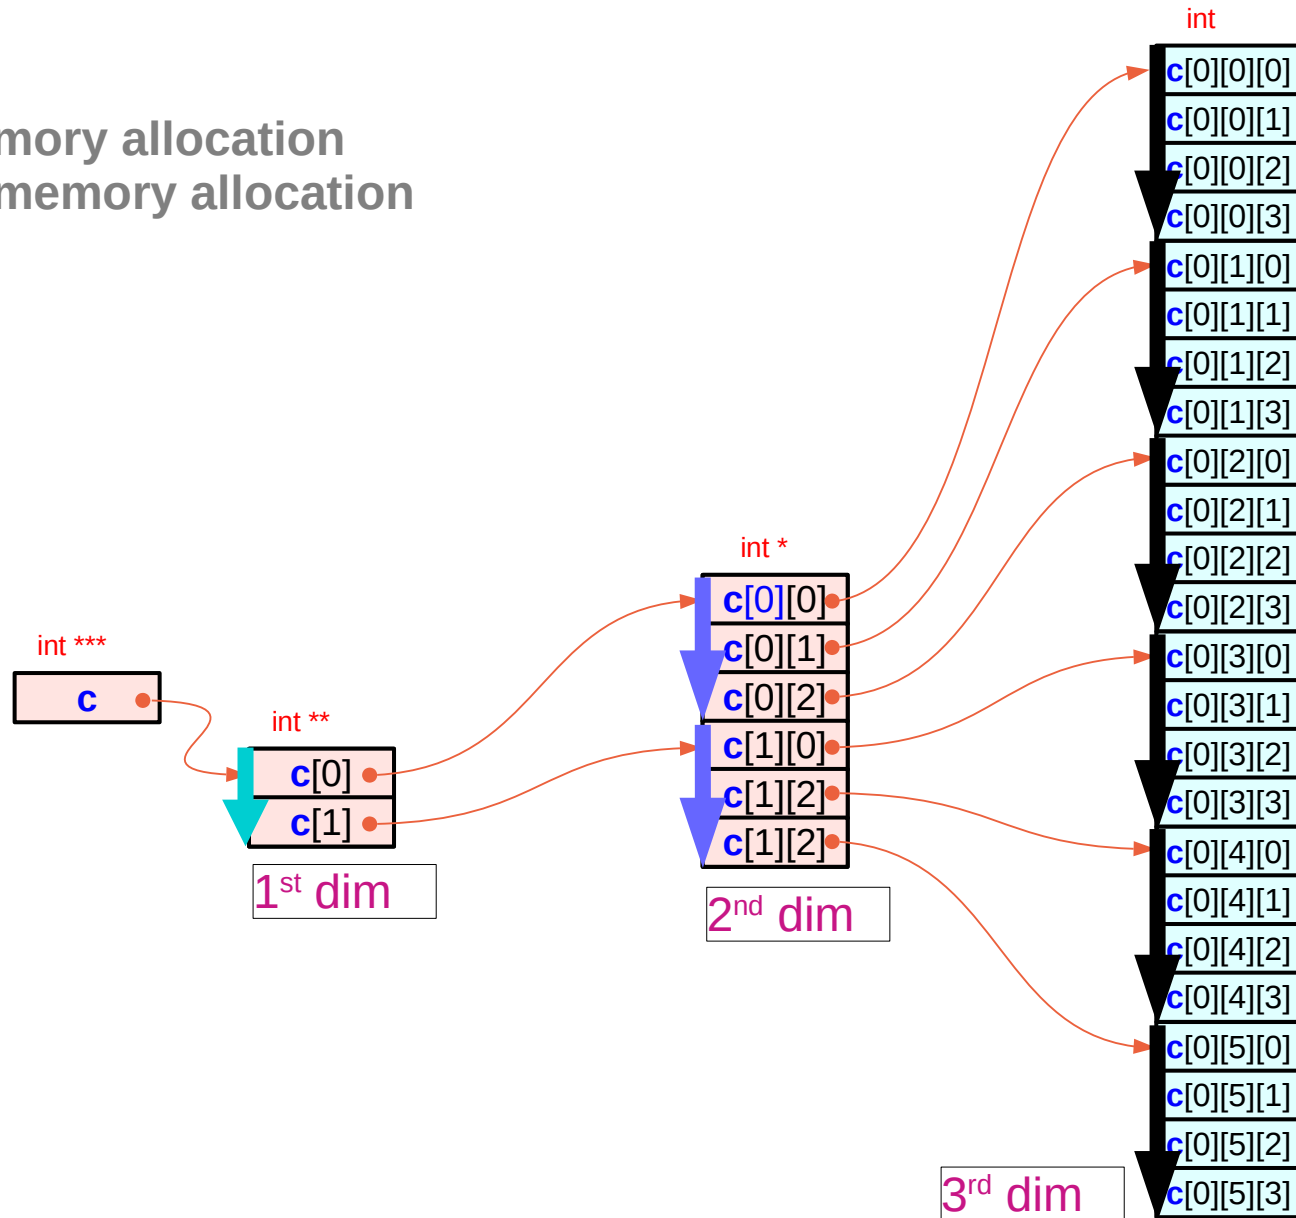 mory allocation
memory allocation
int ***
c
int **
c[0]
c[1]
1st dim
int *
c[0][0]
c[0][1]
c[0][2]
c[1][0]
c[1][2]
c[1][2]
2nd dim
int
c[0][0][0]
c[0][0][1]
c[0][0][2]
c[0][0][3]
c[0][1][0]
c[0][1][1]
c[0][1][2]
c[0][1][3]
c[0][2][0]
c[0][2][1]
c[0][2][2]
c[0][2][3]
c[0][3][0]
c[0][3][1]
c[0][3][2]
c[0][3][3]
c[0][4][0]
c[0][4][1]
c[0][4][2]
c[0][4][3]
c[0][5][0]
c[0][5][1]
c[0][5][2]
c[0][5][3]
3rd dim